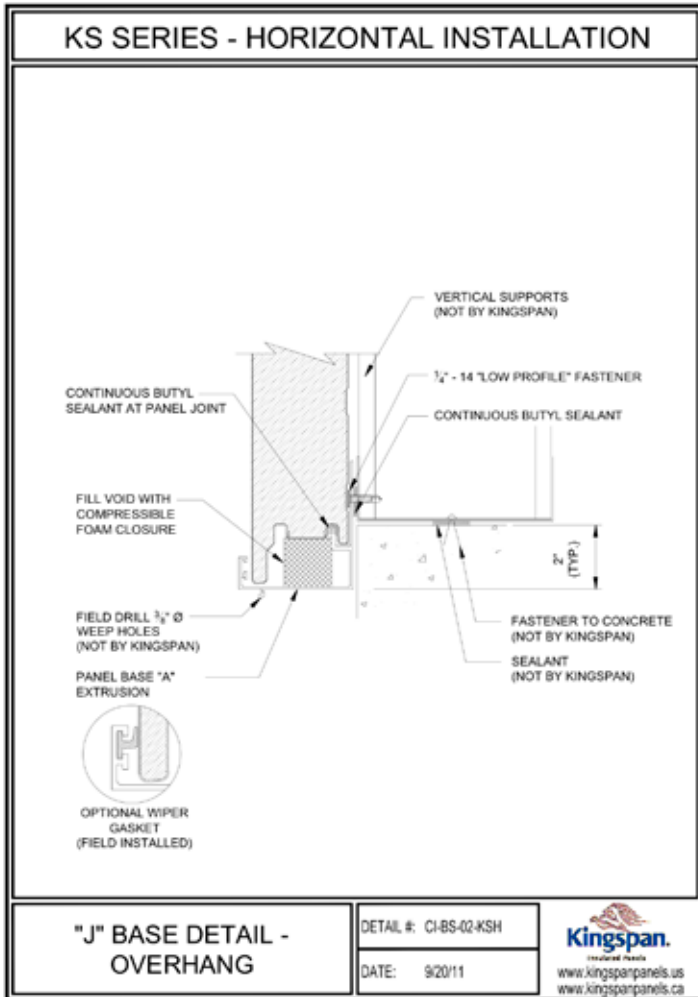 KS SERIES - HORIZONTAL INSTALLATION
VERTICAL SUPPORTS
(NOT BY KINGSPAN)
1/4" - 14 "LOW PROFILE" FASTENER
CONTINUOUS BUTYL
SEALANT AT PANEL JOINT
CONTINUOUS BUTYL SEALANT
FILL VOID WITH
COMPRESSIBLE
FOAM CLOSURE
2"
(TYP.)
FIELD DRILL 3/8" Ø
WEEP HOLES
(NOT BY KINGSPAN)
FASTENER TO CONCRETE
(NOT BY KINGSPAN)
SEALANT
(NOT BY KINGSPAN)
PANEL BASE "A"
EXTRUSION
OPTIONAL WIPER
GASKET
(FIELD INSTALLED)
"J" BASE DETAIL -
OVERHANG
DETAIL #: CI-BS-02-KSH
DATE: 9/20/11
Kingspan.
Insulated Panels
www.kingspanpanels.us
www.kingspanpanels.ca